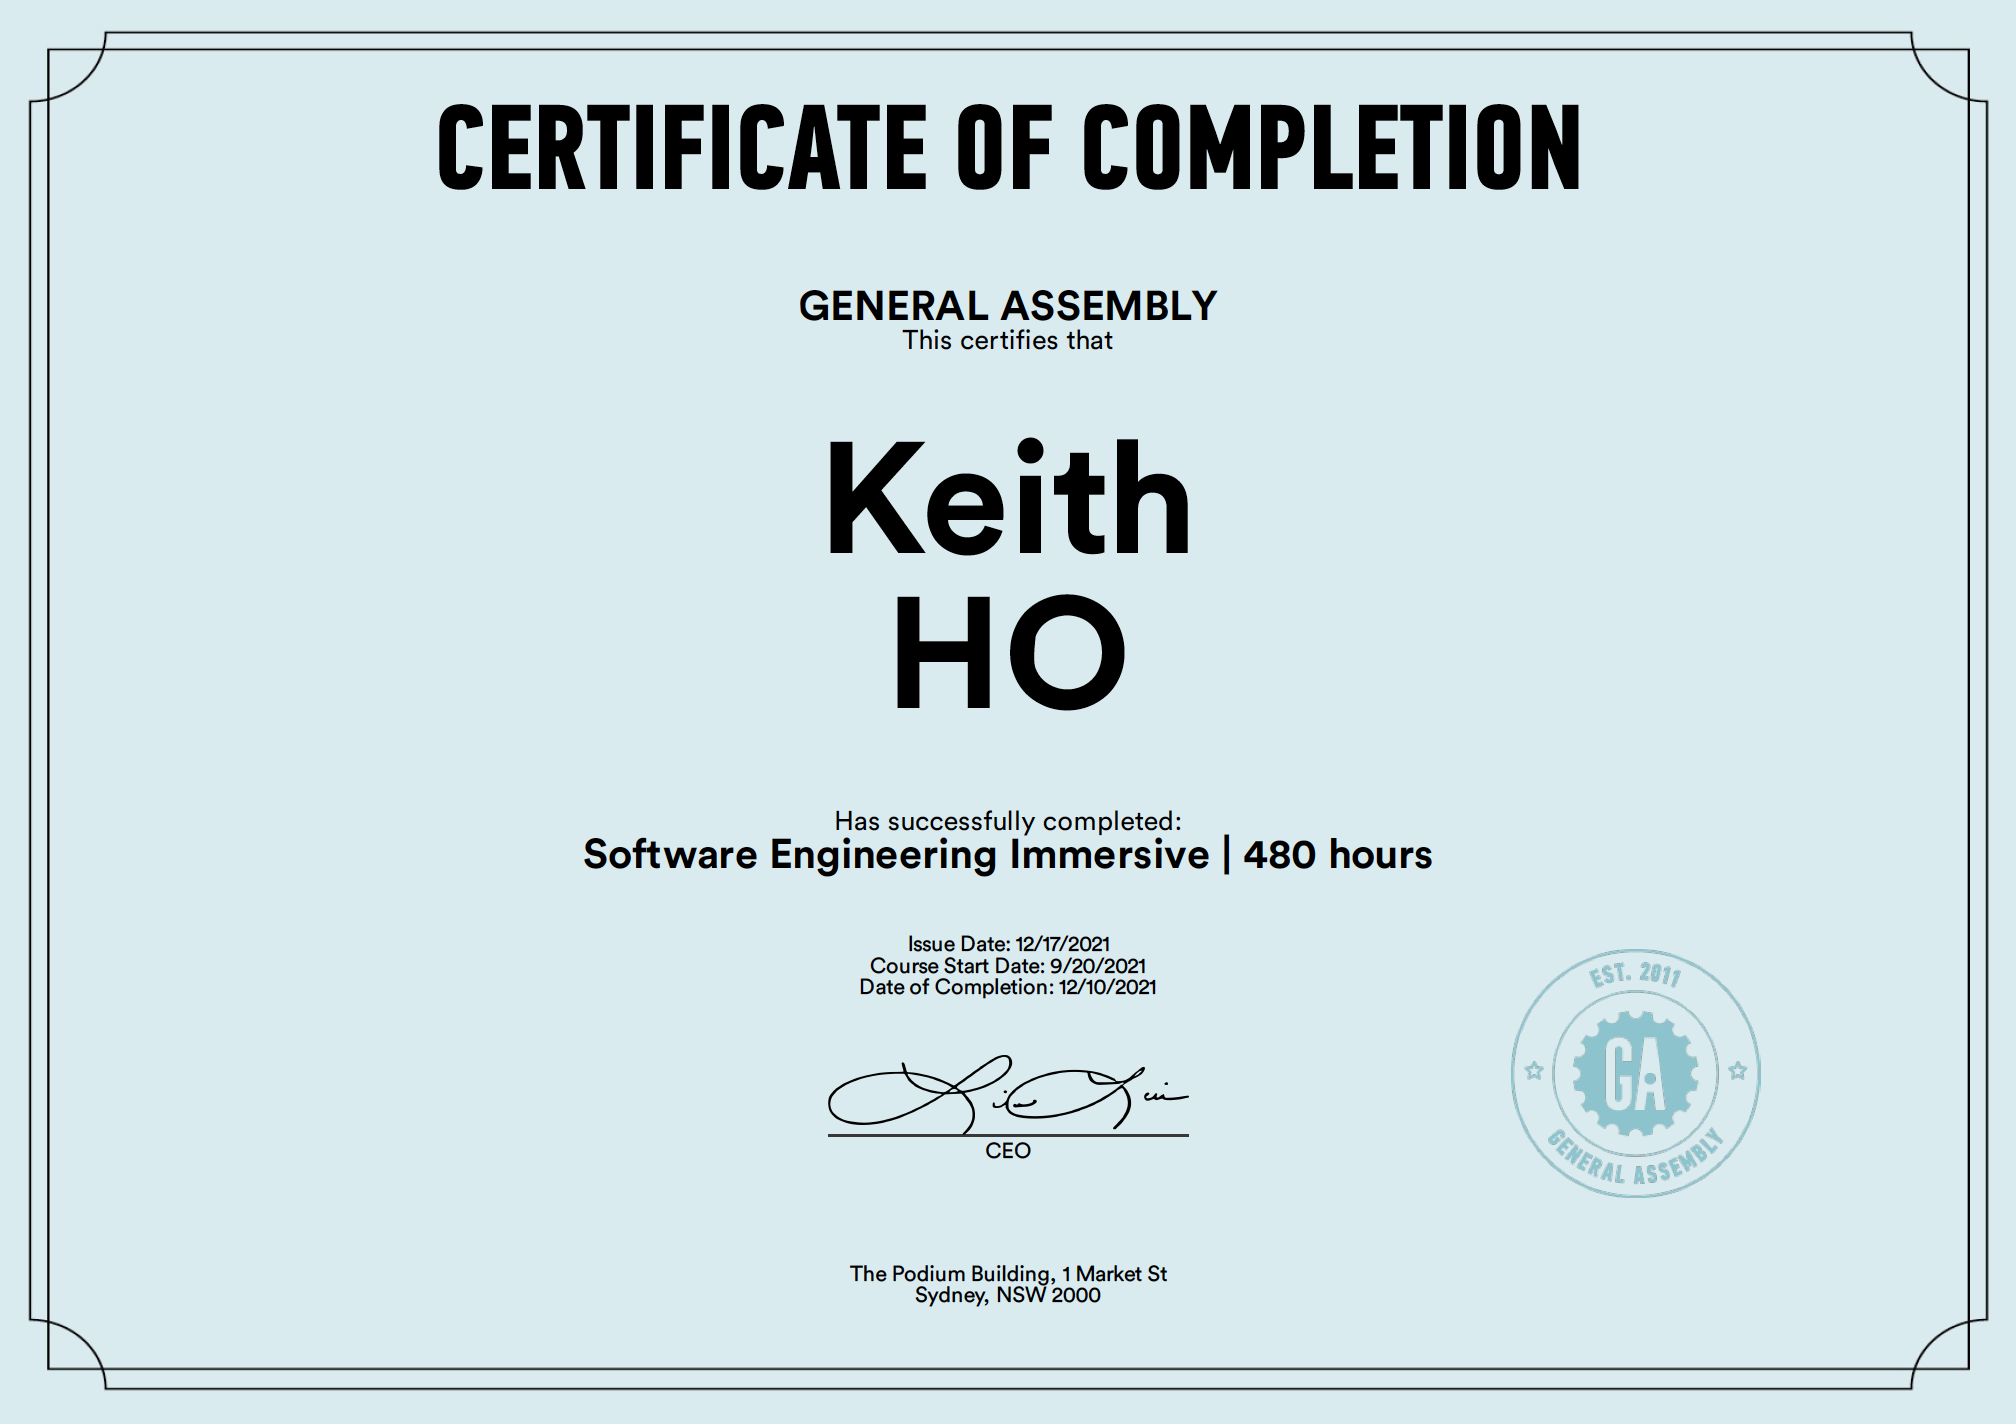 CERTIFICATE OF COMPLETION
GENERAL ASSEMBLY
This certifies that
Keith
HO
Has successfully completed:
Software Engineering Immersive | 480 hours
Issue Date: 12/17/2021
Course Start Date: 9/20/2021
Date of Completion: 12/10/2021
CEO
EST. 2011
GA
GENERAL ASSEMBLY
The Podium Building, 1 Market St
Sydney, NSW 2000